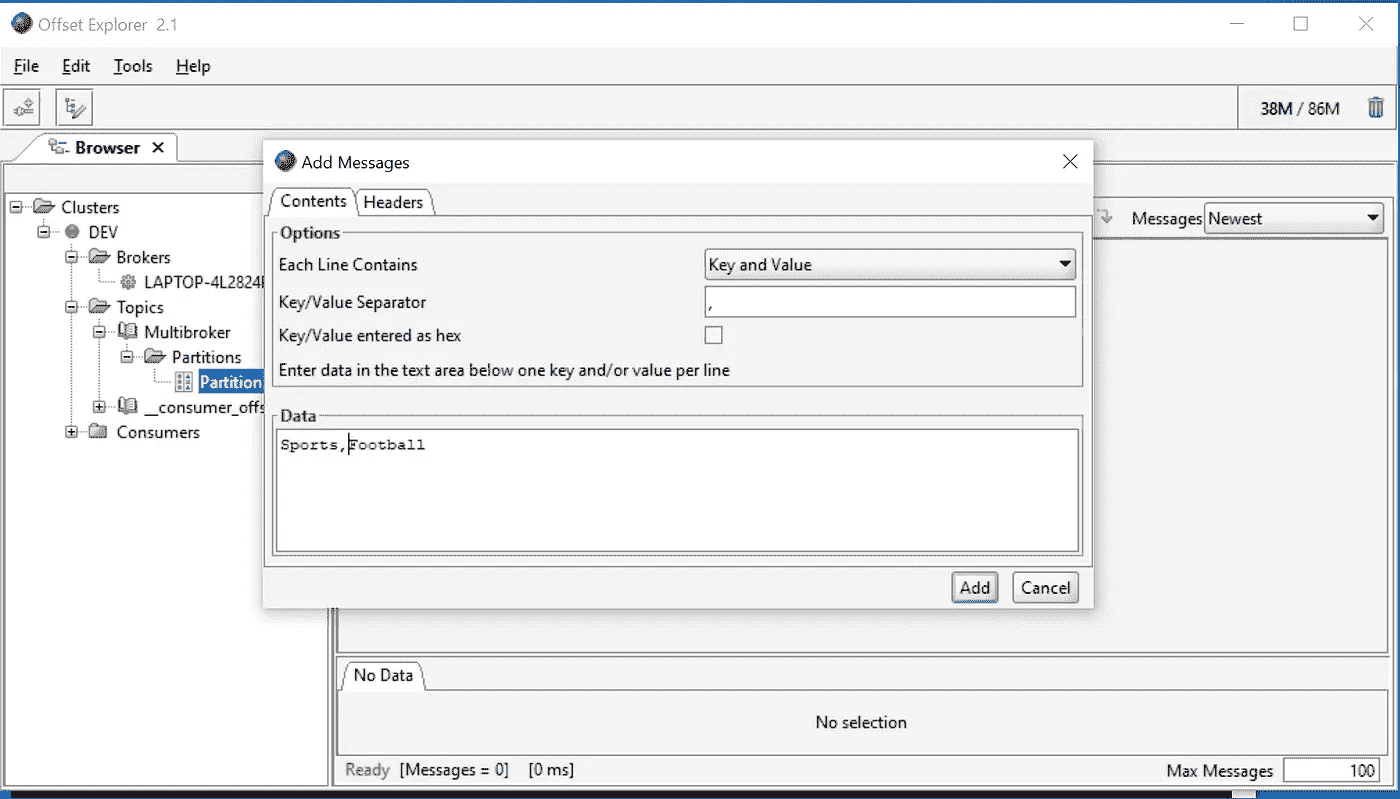 Offset Explorer 2.1
File Edit Tools Help
38M / 86M
Browser
Add Messages
Contents Headers
Clusters
DEV
Brokers
LAPTOP-4L2824
Topics
Multibroker
Partitions
Partition
__consumer_offs
Consumers
Options
Each Line Contains Key and Value
Key/Value Separator ,
Key/Value entered as hex
Enter data in the text area below one key and/or value per line
Data
Sports,Football
Add Cancel
Messages Newest
No Data
No selection
Ready [Messages = 0] [0 ms]
Max Messages 100